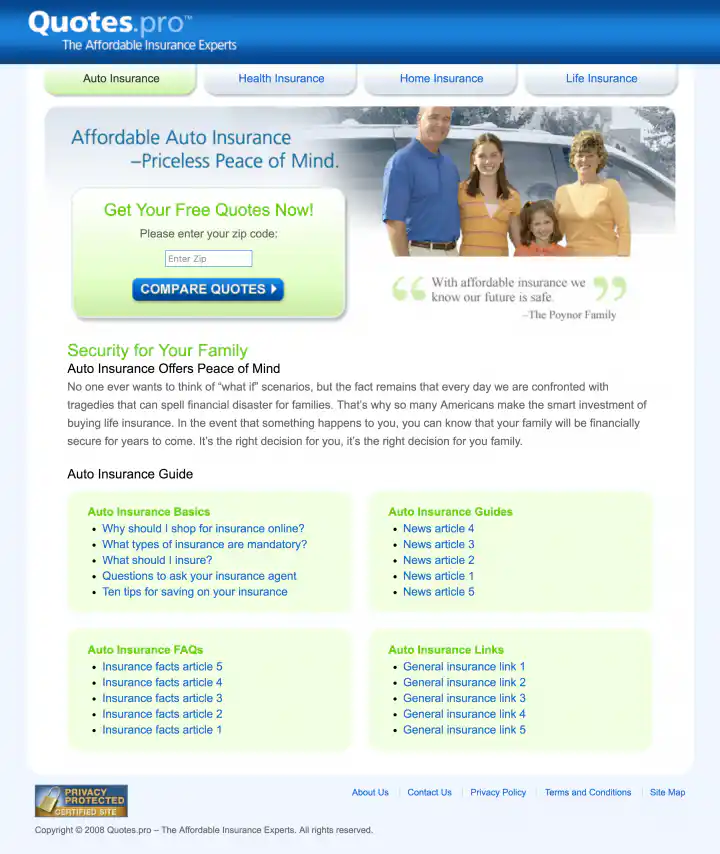 Quotes.pro™
The Affordable Insurance Experts
Auto Insurance
Health Insurance
Home Insurance
Life Insurance
Affordable Auto Insurance
–Priceless Peace of Mind.
Get Your Free Quotes Now!
Please enter your zip code:
Enter Zip
COMPARE QUOTES
“ With affordable insurance we ”
know our future is safe.
–The Poynor Family
Security for Your Family
Auto Insurance Offers Peace of Mind
No one ever wants to think of “what if” scenarios, but the fact remains that every day we are confronted with
tragedies that can spell financial disaster for families. That’s why so many Americans make the smart investment of
buying life insurance. In the event that something happens to you, you can know that your family will be financially
secure for years to come. It’s the right decision for you, it’s the right decision for you family.
Auto Insurance Guide
Auto Insurance Basics
• Why should I shop for insurance online?
• What types of insurance are mandatory?
• What should I insure?
• Questions to ask your insurance agent
• Ten tips for saving on your insurance
Auto Insurance Guides
• News article 4
• News article 3
• News article 2
• News article 1
• News article 5
Auto Insurance FAQs
• Insurance facts article 5
• Insurance facts article 4
• Insurance facts article 3
• Insurance facts article 2
• Insurance facts article 1
Auto Insurance Links
• General insurance link 1
• General insurance link 2
• General insurance link 3
• General insurance link 4
• General insurance link 5
PRIVACY
PROTECTED
CERTIFIED SITE
About Us | Contact Us | Privacy Policy | Terms and Conditions | Site Map
Copyright © 2008 Quotes.pro – The Affordable Insurance Experts. All rights reserved.